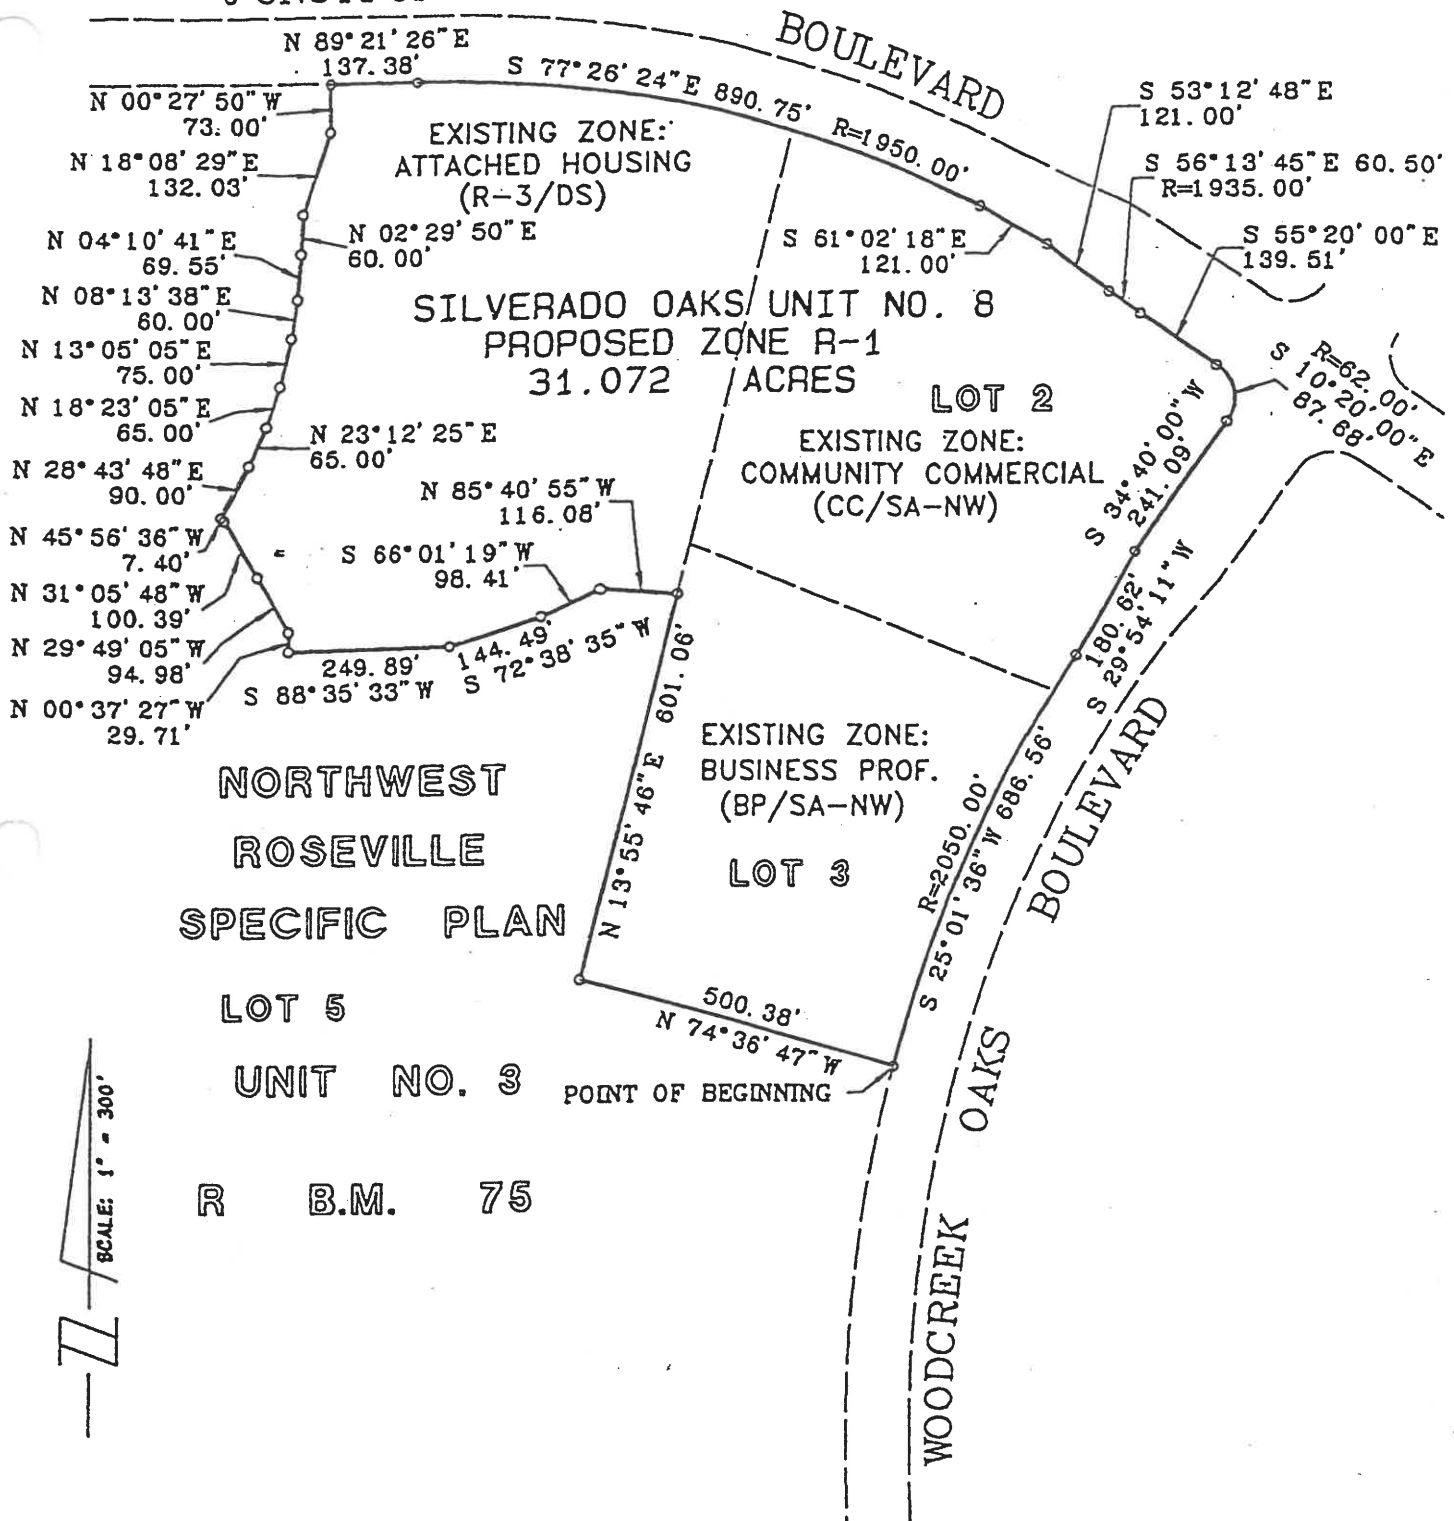 BOULEVARD
N 89°21'26"E
137.38'
S 77°26'24"E 890.75'
R=1950.00'
N 00°27'50"W
73.00'
N 18°08'29"E
132.03'
N 04°10'41"E
69.55'
N 08°13'38"E
60.00'
N 13°05'05"E
75.00'
N 18°23'05"E
65.00'
N 28°43'48"E
90.00'
N 45°56'36"W
7.40'
N 31°05'48"W
100.39'
N 29°49'05"W
94.98'
N 00°37'27"W
29.71'
EXISTING ZONE:
ATTACHED HOUSING
(R-3/DS)
N 02°29'50"E
60.00'
N 23°12'25"E
65.00'
S 53°12'48"E
121.00'
S 56°13'45"E 60.50'
R=1935.00'
S 61°02'18"E
121.00'
S 55°20'00"E
139.51'
R=62.00'
S 10°20'00"E
87.68'
SILVERADO OAKS UNIT NO. 8
PROPOSED ZONE R-1
31.072 ACRES
LOT 2
EXISTING ZONE:
COMMUNITY COMMERCIAL
(CC/SA-NW)
S 34°40'00"W
241.09'
N 85°40'55"W
116.08'
S 66°01'19"W
98.41'
144.49'
S 72°38'35"W
249.89'
S 88°35'33"W
180.62'
S 29°54'11"W
N 13°55'46"E 601.06'
EXISTING ZONE:
BUSINESS PROF.
(BP/SA-NW)
LOT 3
R=2050.00'
S 25°01'36"W 686.56'
500.38'
N 74°36'47"W
POINT OF BEGINNING
NORTHWEST
ROSEVILLE
SPECIFIC PLAN
LOT 5
UNIT NO. 3
R B.M. 75
SCALE: 1" = 300'
N
WOODCREEK OAKS BOULEVARD